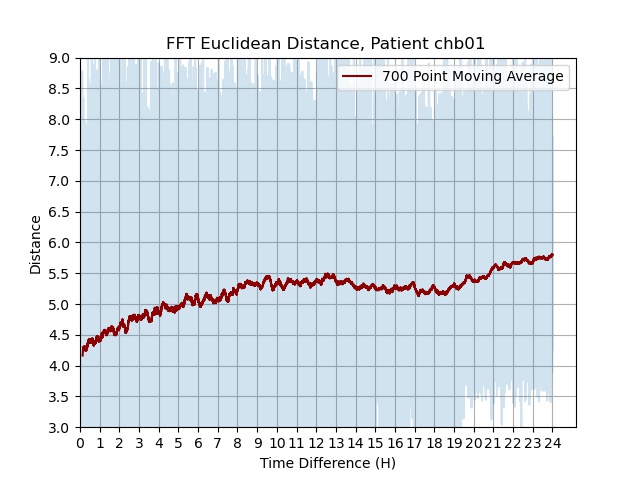 FFT Euclidean Distance, Patient chb01
700 Point Moving Average
9.0
8.5
8.0
7.5
7.0
6.5
6.0
5.5
5.0
4.5
4.0
3.5
3.0
Distance
0 1 2 3 4 5 6 7 8 9 10 11 12 13 14 15 16 17 18 19 20 21 22 23 24
Time Difference (H)